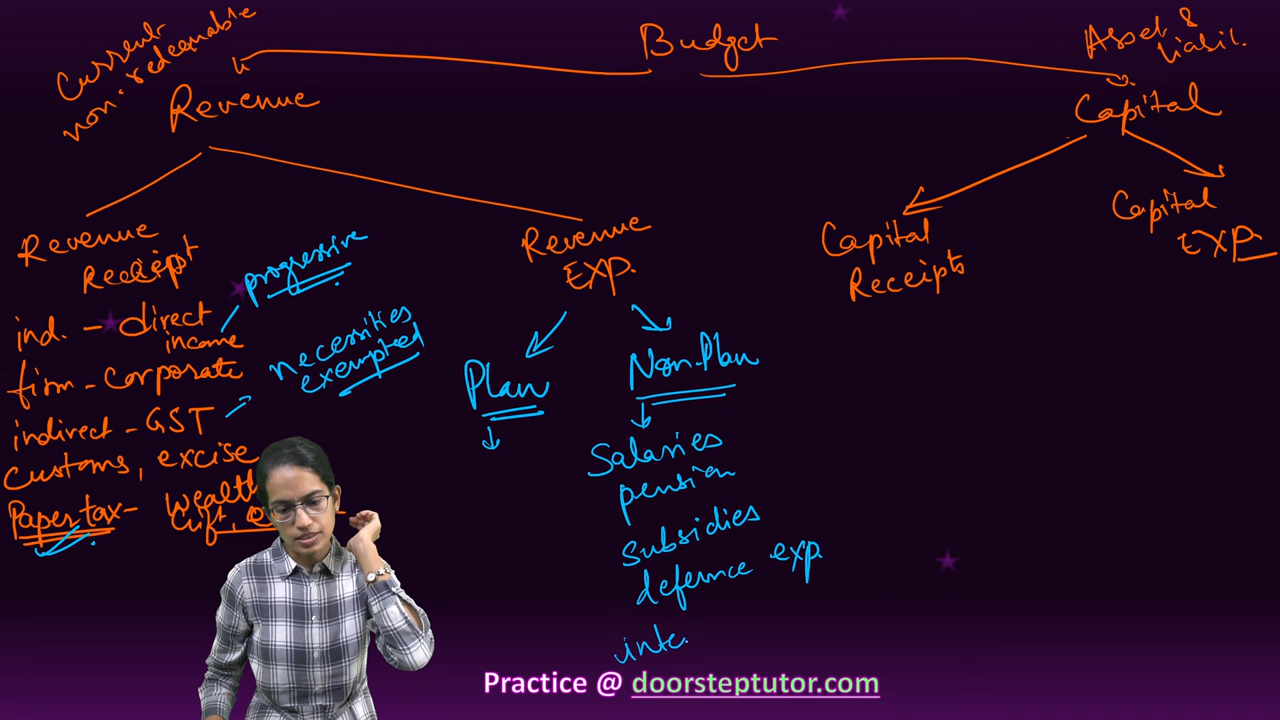 Budget
Current
non-redeemable
Revenue
Asset &
liabil.
Capital
Revenue
Receipt
Revenue
EXP.
Capital
Receipts
Capital
EXP.
ind. - direct
income
progressive
firm - corporate
indirect - GST
necessities
exempted
Customs, excise
Paper tax - Wealth
Gift,
Plan
Non-Plan
Salaries
pension
Subsidies
defernce exp.
inte.
Practice @ doorsteptutor.com